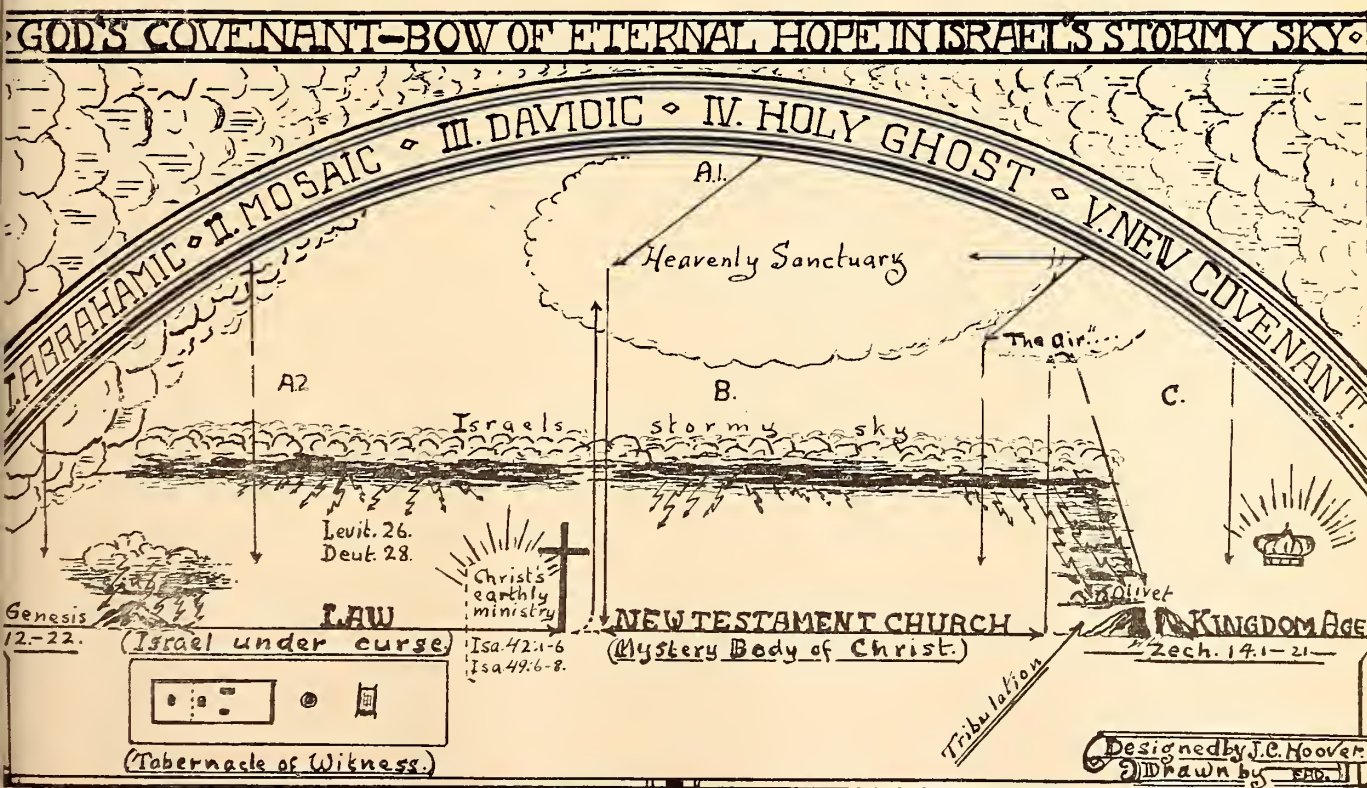 GOD'S COVENANT-BOW OF ETERNAL HOPE IN ISRAEL'S STORMY SKY
I. ABRAHAMIC ◇ II. MOSAIC ◇ III. DAVIDIC ◇ IV. HOLY GHOST ◇ V. NEW COVENANT.
A.1.
Heavenly Sanctuary
"The Air"
A.2
B.
C.
Israels stormy sky
Levit. 26.
Deut. 28.
Christ's
earthly
ministry
Olivet
Genesis
12.-22.
LAW
(Israel under curse)
Isa. 42:1-6
Isa. 49:6-8.
NEW TESTAMENT CHURCH
(Mystery Body of Christ.)
KINGDOM AGE
Zech. 14.1-21
Tribulation
(Tabernacle of Witness.)
Designed by J.C. Hoover.
Drawn by